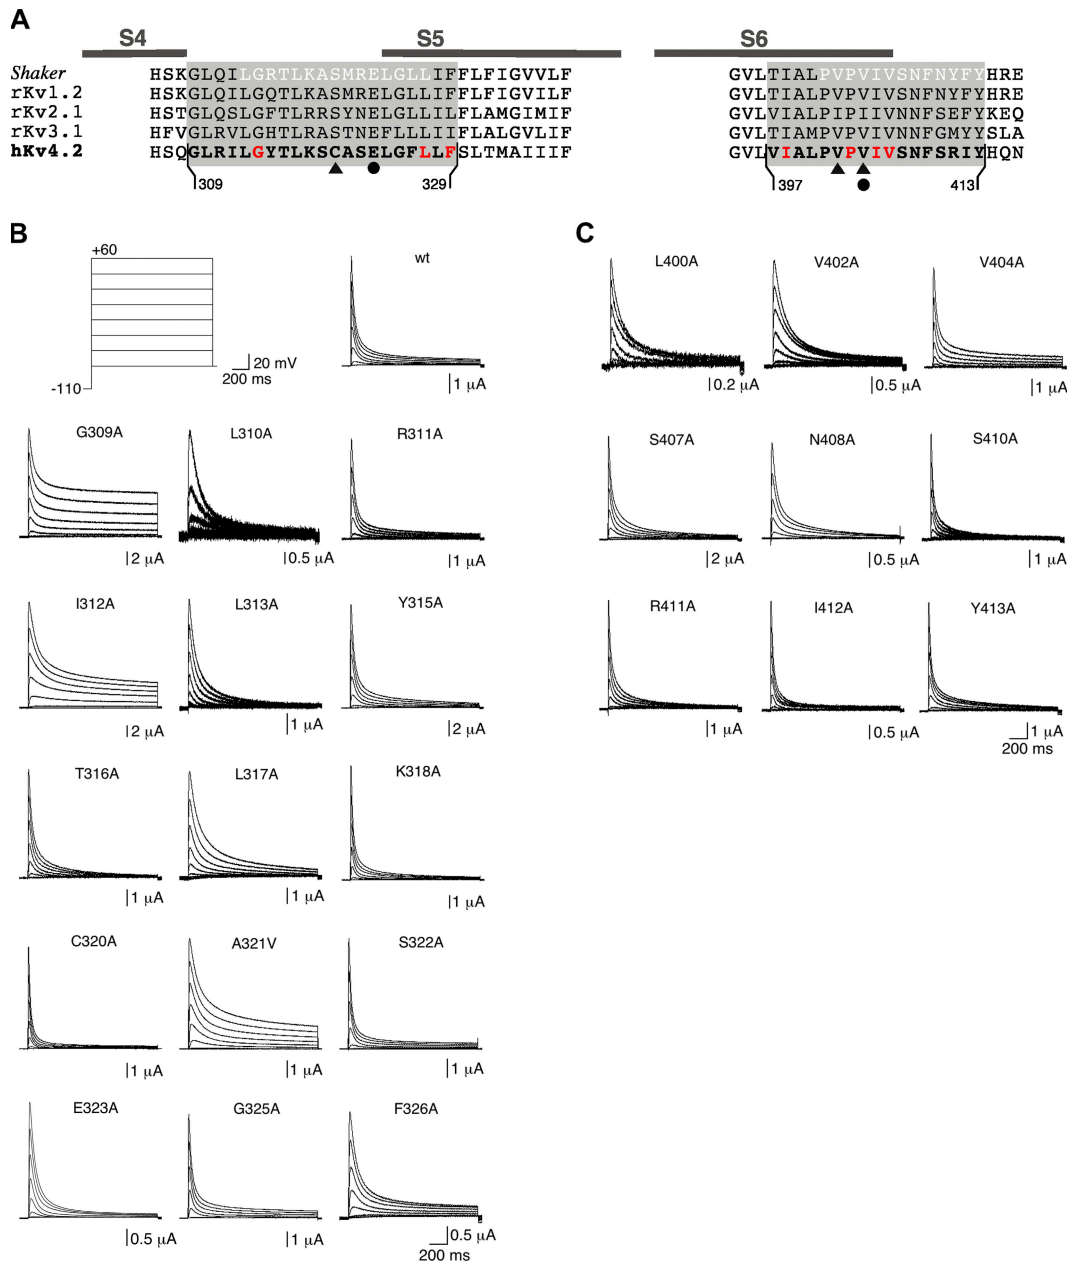 A
S4 S5 S6
Shaker HSKGLQILGRTLKASMRELGLLIFFLFIGVVLF GVLTIALPVPVIVSNFNYFYHRE
rKv1.2 HSKGLQILGQTLKASMRELGLLIFFLFIGVILF GVLTIALPVPVIVSNFNYFYHRE
rKv2.1 HSTGLQSLGFTLRRSYNELGLLILFLAMGIMIF GVLVIALPIPIIVNNFSEFYKEQ
rKv3.1 HFVGLRVLGHTLRASTNEFLLLIIFLALGVLIF GVLTIAMPVPVIVNNFGMYYSLA
hKv4.2 HSQGLRILGYTLKSCASELGFLLFSLTMAIIIF GVLVIALPVPVIVSNFSRIYHQN
309 329 397 413
B
+60
-110
20 mV
200 ms
wt
1 µA
G309A L310A R311A
2 µA 0.5 µA 1 µA
I312A L313A Y315A
2 µA 1 µA 2 µA
T316A L317A K318A
1 µA 1 µA 1 µA
C320A A321V S322A
1 µA 1 µA 1 µA
E323A G325A F326A
0.5 µA 1 µA 0.5 µA
200 ms
C
L400A V402A V404A
0.2 µA 0.5 µA 1 µA
S407A N408A S410A
2 µA 0.5 µA 1 µA
R411A I412A Y413A
1 µA 0.5 µA 1 µA
200 ms